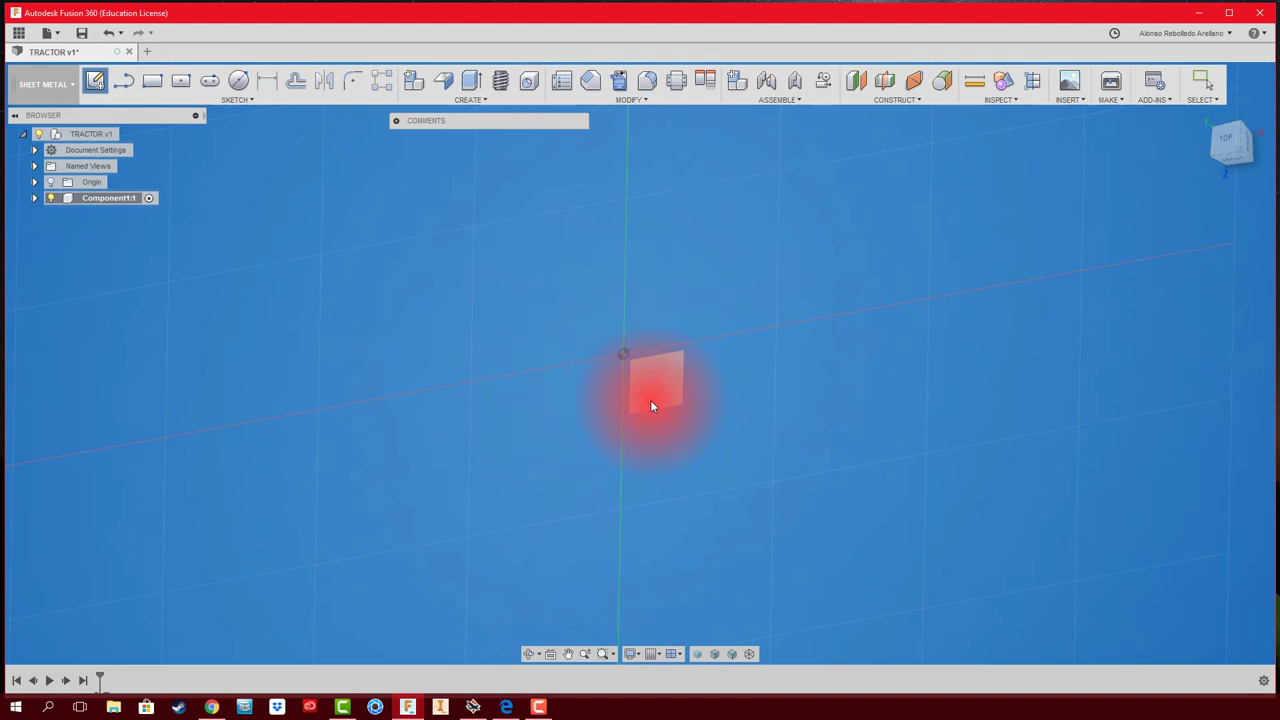 Autodesk Fusion 360 (Education License)
Alonso Rebolledo Arellano
TRACTOR v1*
SHEET METAL
SKETCH
CREATE
MODIFY
ASSEMBLE
CONSTRUCT
INSPECT
INSERT
MAKE
ADD-INS
SELECT
BROWSER
COMMENTS
TRACTOR v1
TOP
Document Settings
Named Views
Origin
Component1:1
Z